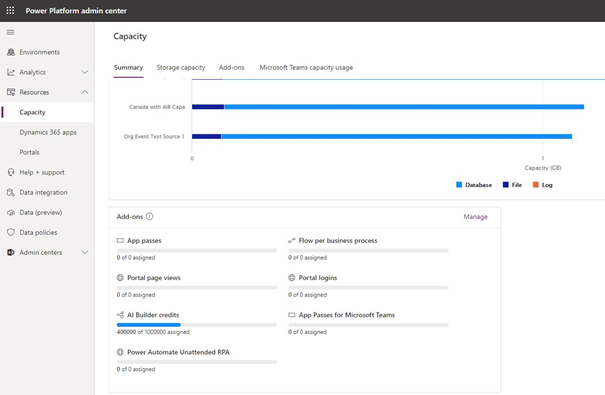 Power Platform admin center
Capacity
Environments
Analytics
Resources
Capacity
Dynamics 365 apps
Portals
Help + support
Data integration
Data (preview)
Data policies
Admin centers
Summary Storage capacity Add-ons Microsoft Teams capacity usage
Canada with AIB Capa
Org Event Test Source 1
0 1
Capacity (GB)
Database File Log
Add-ons Manage
App passes
0 of 0 assigned
Flow per business process
0 of 0 assigned
Portal page views
0 of 0 assigned
Portal logins
0 of 0 assigned
AI Builder credits
400000 of 1000000 assigned
App Passes for Microsoft Teams
0 of 0 assigned
Power Automate Unattended RPA
0 of 0 assigned